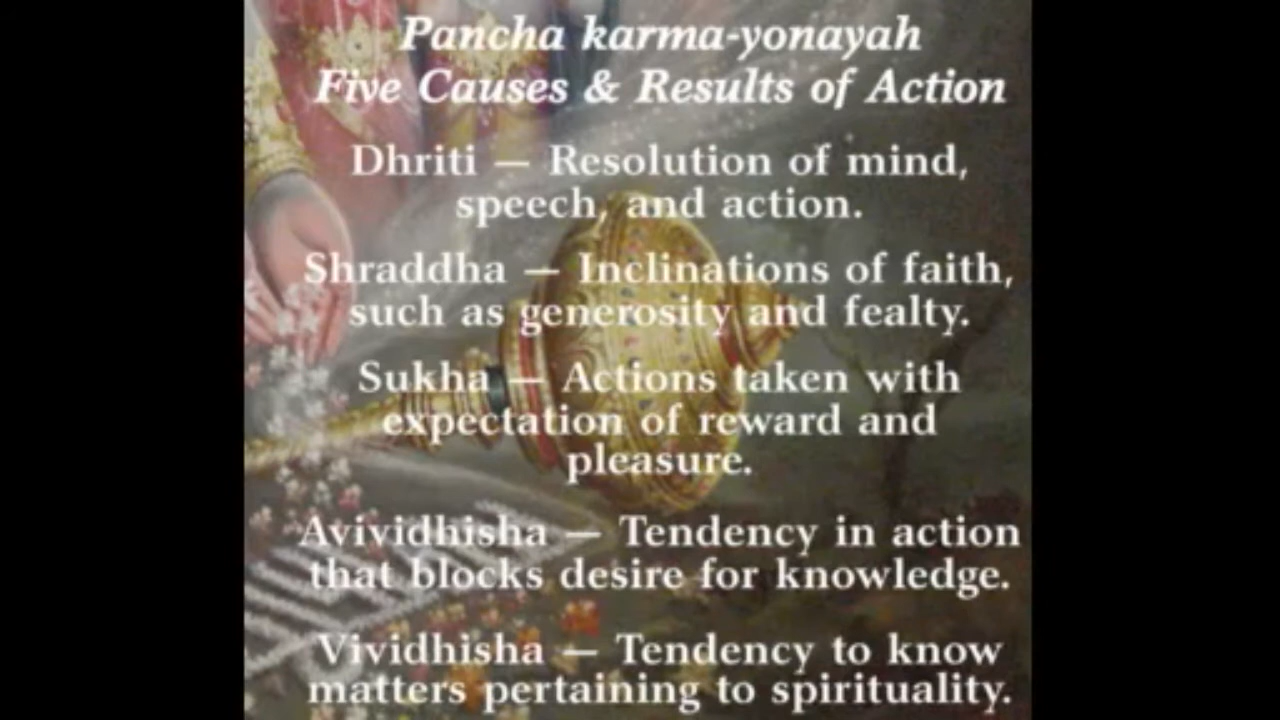 Pancha karma-yonayah
Five Causes & Results of Action
Dhriti — Resolution of mind,
speech, and action.
Shraddha — Inclinations of faith,
such as generosity and fealty.
Sukha — Actions taken with
expectation of reward and
pleasure.
Avividhisha — Tendency in action
that blocks desire for knowledge.
Vividhisha — Tendency to know
matters pertaining to spirituality.